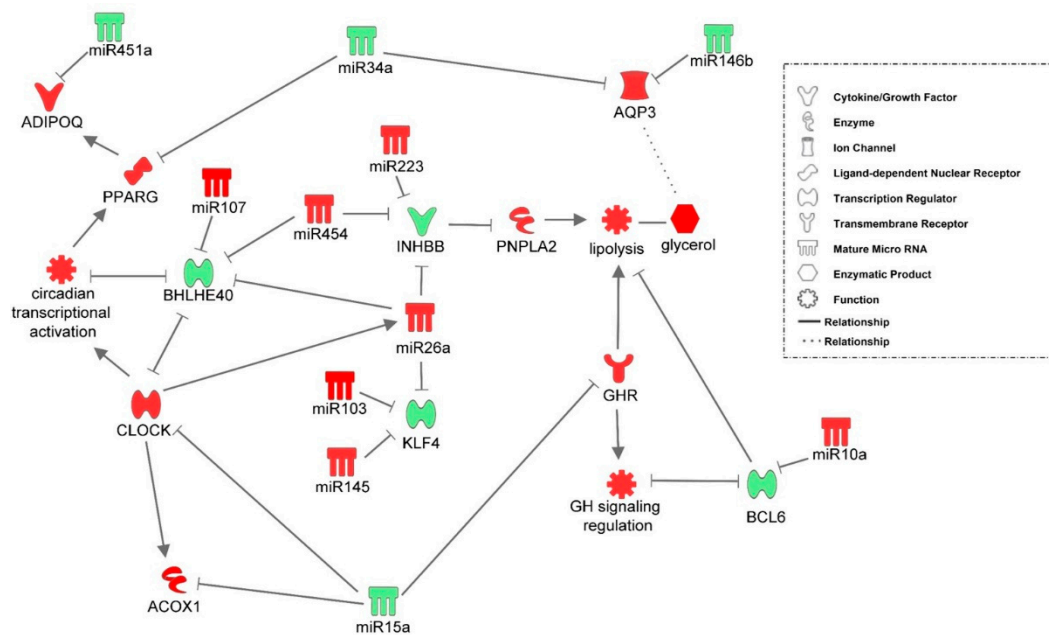 miR451a
miR34a
miR146b
ADIPOQ
AQP3
PPARG
miR107
miR223
miR454
INHBB
PNPLA2
lipolysis
glycerol
circadian
transcriptional
activation
BHLHE40
miR26a
CLOCK
miR103
KLF4
miR145
GHR
miR10a
GH signaling
regulation
BCL6
ACOX1
miR15a
Cytokine/Growth Factor
Enzyme
Ion Channel
Ligand-dependent Nuclear Receptor
Transcription Regulator
Transmembrane Receptor
Mature Micro RNA
Enzymatic Product
Function
Relationship
Relationship